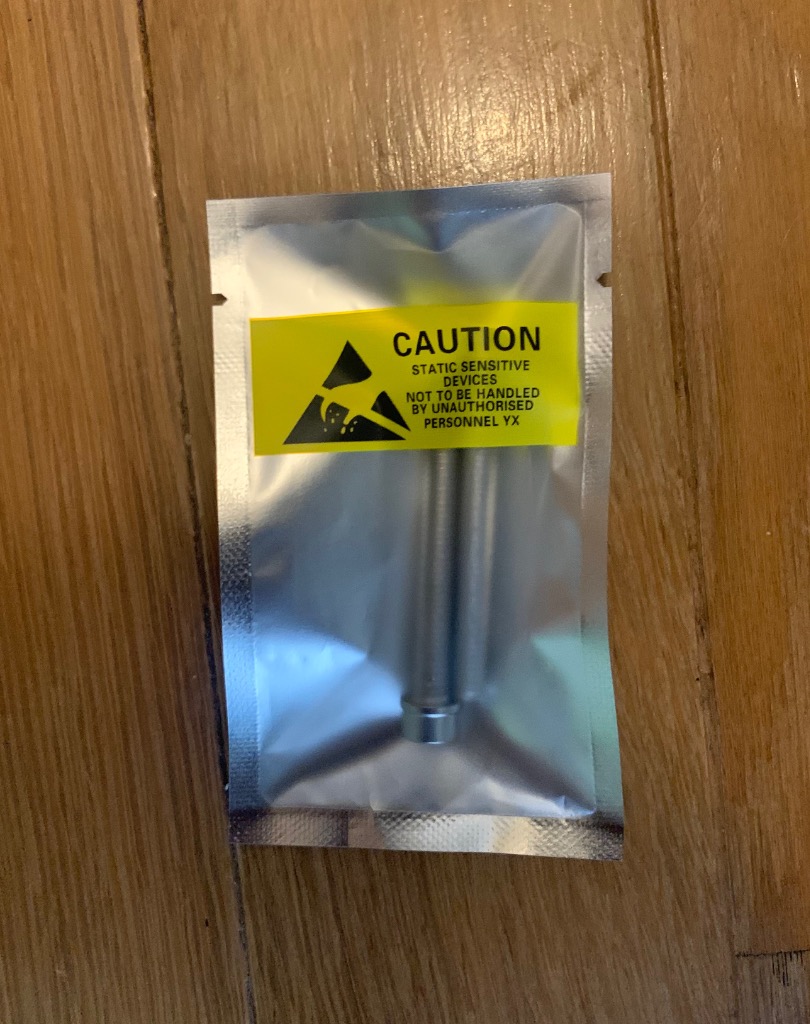 CAUTION
STATIC SENSITIVE
DEVICES
NOT TO BE HANDLED
BY UNAUTHORISED
PERSONNEL YX